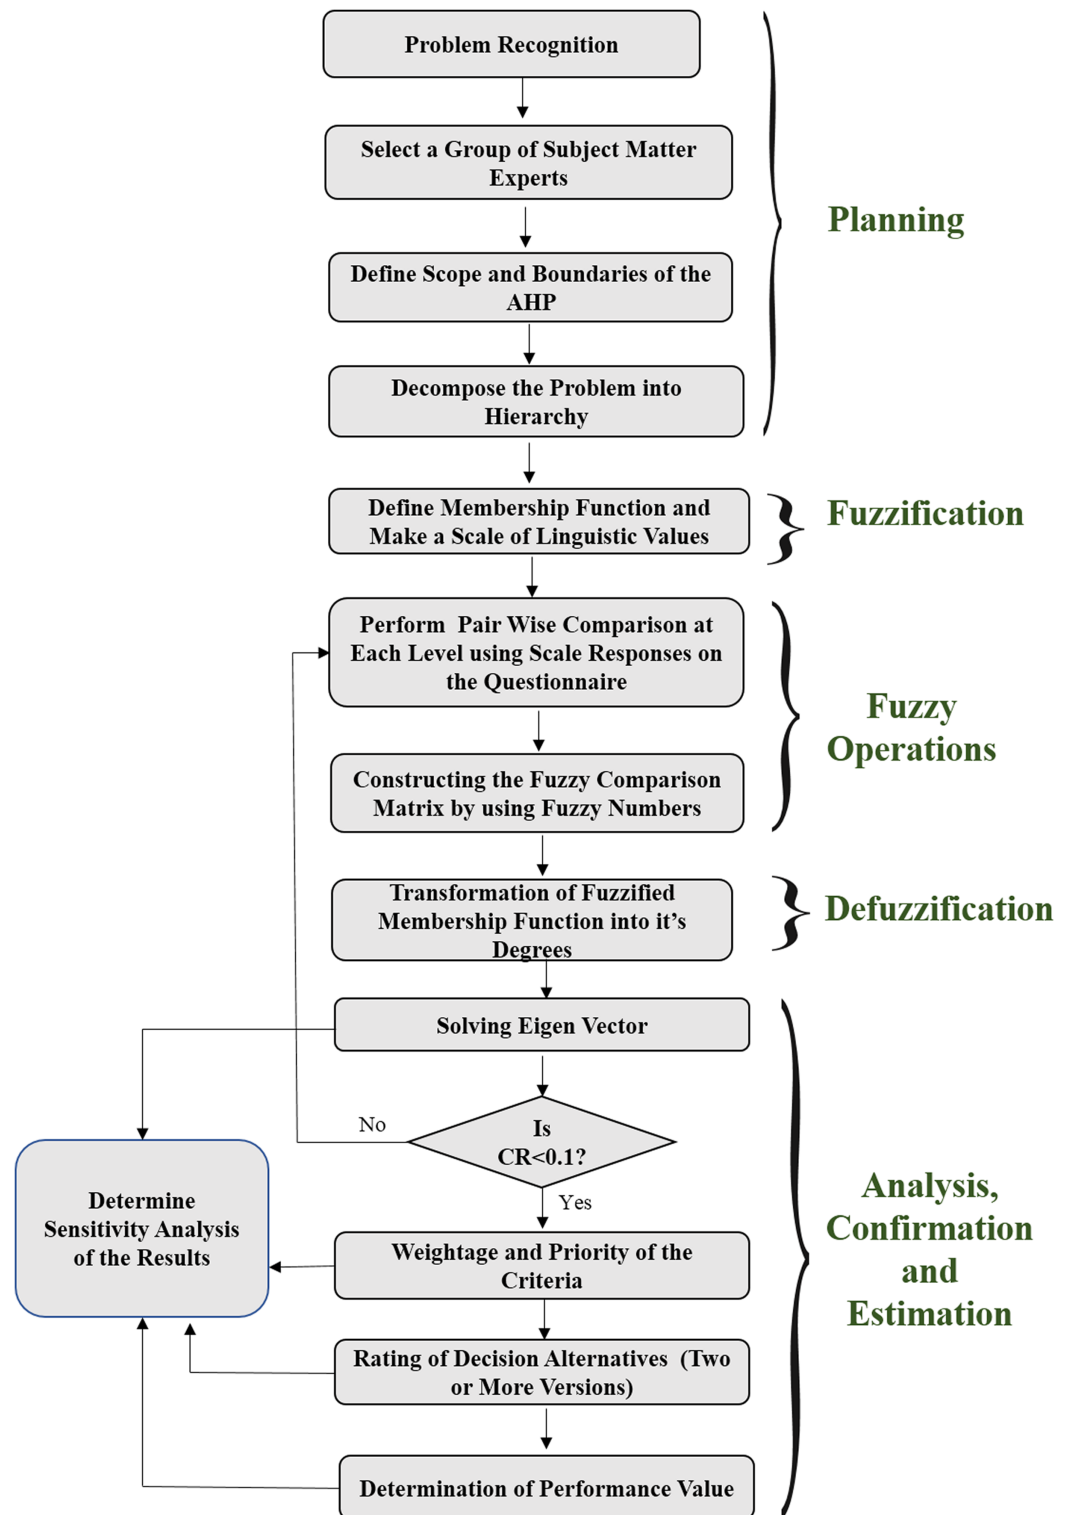 Problem Recognition
Select a Group of Subject Matter
Experts
Planning
Define Scope and Boundaries of the
AHP
Decompose the Problem into
Hierarchy
Define Membership Function and
Make a Scale of Linguistic Values
Fuzzification
Perform  Pair Wise Comparison at
Each Level using Scale Responses on
the Questionnaire
Fuzzy
Operations
Constructing the Fuzzy Comparison
Matrix by using Fuzzy Numbers
Transformation of Fuzzified
Membership Function into it’s
Degrees
Defuzzification
Solving Eigen Vector
No
Is
CR<0.1?
Yes
Determine
Sensitivity Analysis
of the Results
Analysis,
Confirmation
and
Estimation
Weightage and Priority of the
Criteria
Rating of Decision Alternatives  (Two
or More Versions)
Determination of Performance Value